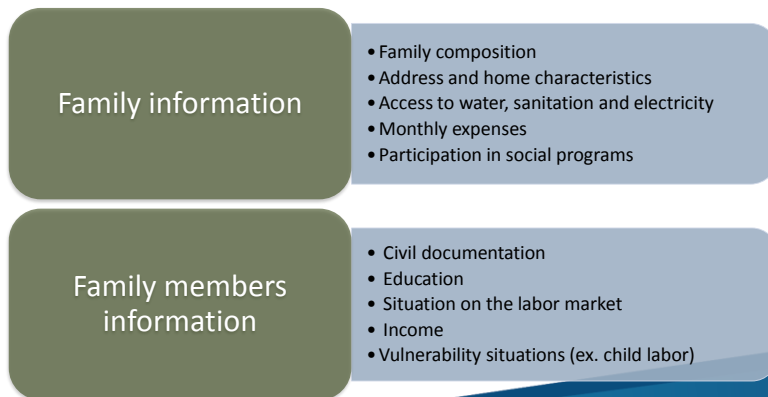 Family information
• Family composition
• Address and home characteristics
• Access to water, sanitation and electricity
• Monthly expenses
• Participation in social programs
Family members
information
• Civil documentation
• Education
• Situation on the labor market
• Income
• Vulnerability situations (ex. child labor)